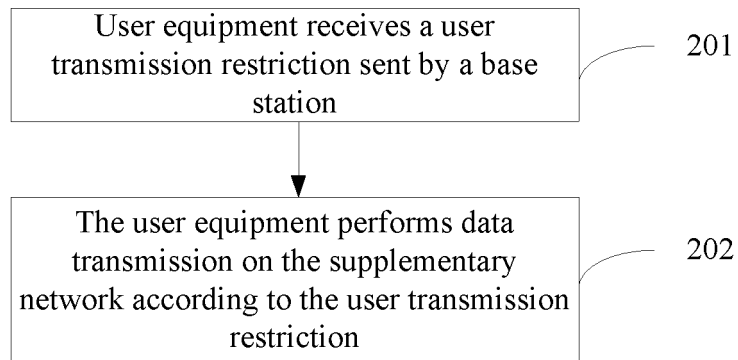 User equipment receives a user
transmission restriction sent by a base
station
201
The user equipment performs data
transmission on the supplementary
network according to the user transmission
restriction
202